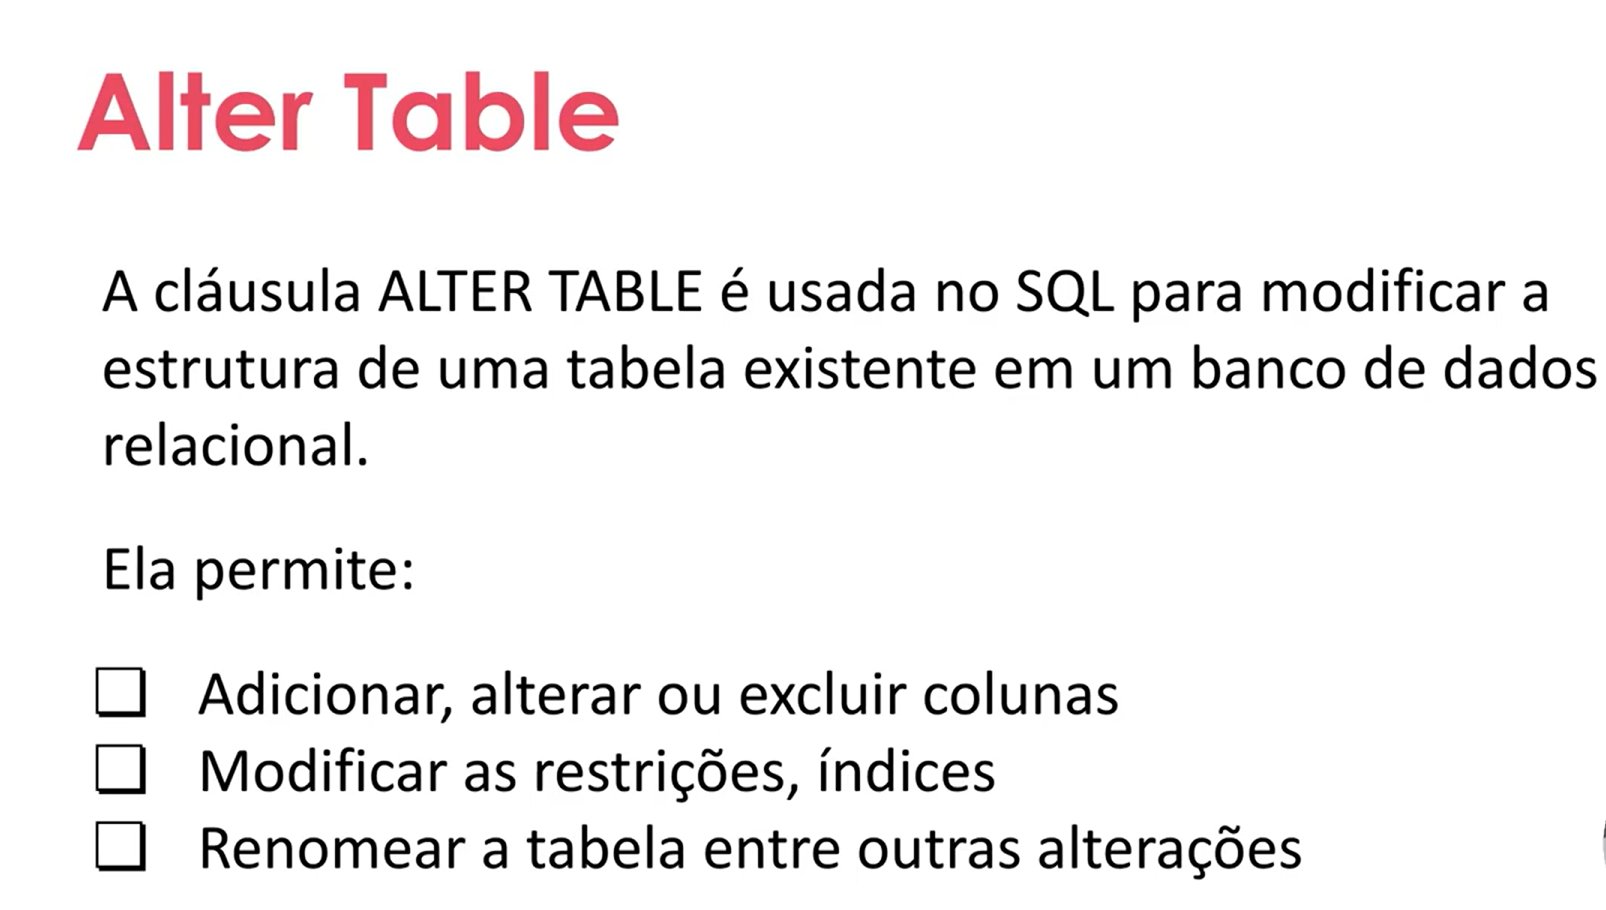 Alter Table
A cláusula ALTER TABLE é usada no SQL para modificar a
estrutura de uma tabela existente em um banco de dados
relacional.
Ela permite:
Adicionar, alterar ou excluir colunas
Modificar as restrições, índices
Renomear a tabela entre outras alterações